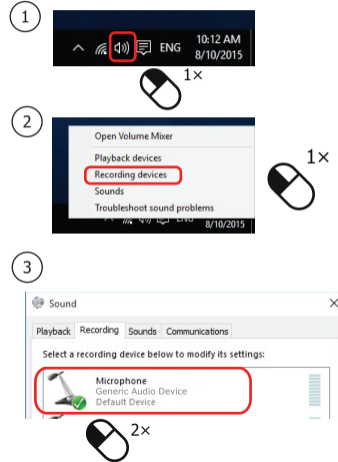 1
10:12 AM
ENG
8/10/2015
1×
2
Open Volume Mixer
Playback devices
Recording devices
Sounds
Troubleshoot sound problems
8/10/2015
1×
3
Sound
Playback Recording Sounds Communications
Select a recording device below to modify its settings:
Microphone
Generic Audio Device
Default Device
2×